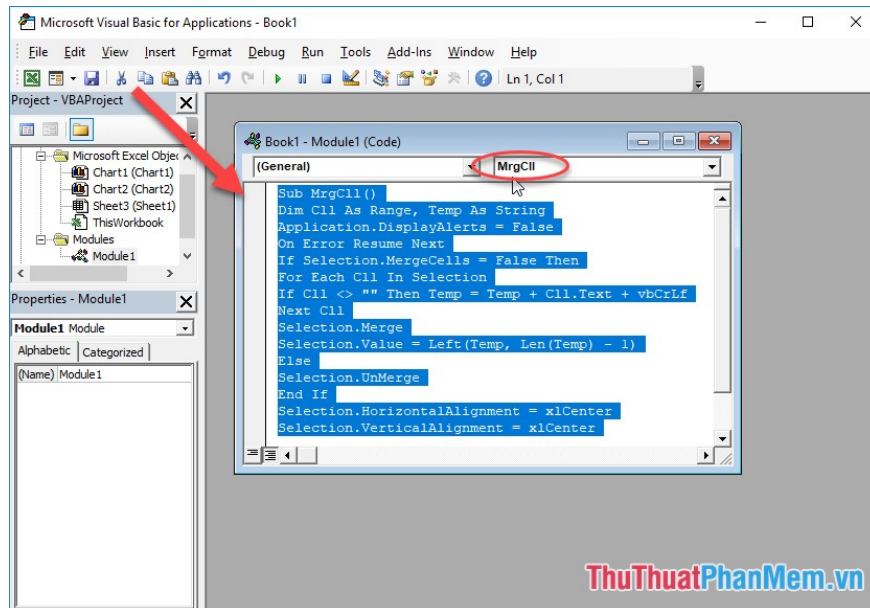 Microsoft Visual Basic for Applications - Book1
File Edit View Insert Format Debug Run Tools Add-Ins Window Help
Ln 1, Col 1
Project - VBAProject
Microsoft Excel Objec
Chart1 (Chart1)
Chart2 (Chart2)
Sheet3 (Sheet1)
ThisWorkbook
Modules
Module1
Properties - Module1
Module1 Module
Alphabetic Categorized
(Name) Module1
Book1 - Module1 (Code)
(General) MrgCll
Sub MrgCll()
Dim Cll As Range, Temp As String
Application.DisplayAlerts = False
On Error Resume Next
If Selection.MergeCells = False Then
For Each Cll In Selection
If Cll <> "" Then Temp = Temp + Cll.Text + vbCrLf
Next Cll
Selection.Merge
Selection.Value = Left(Temp, Len(Temp) - 1)
Else
Selection.UnMerge
End If
Selection.HorizontalAlignment = xlCenter
Selection.VerticalAlignment = xlCenter
ThuThuatPhanMem.vn